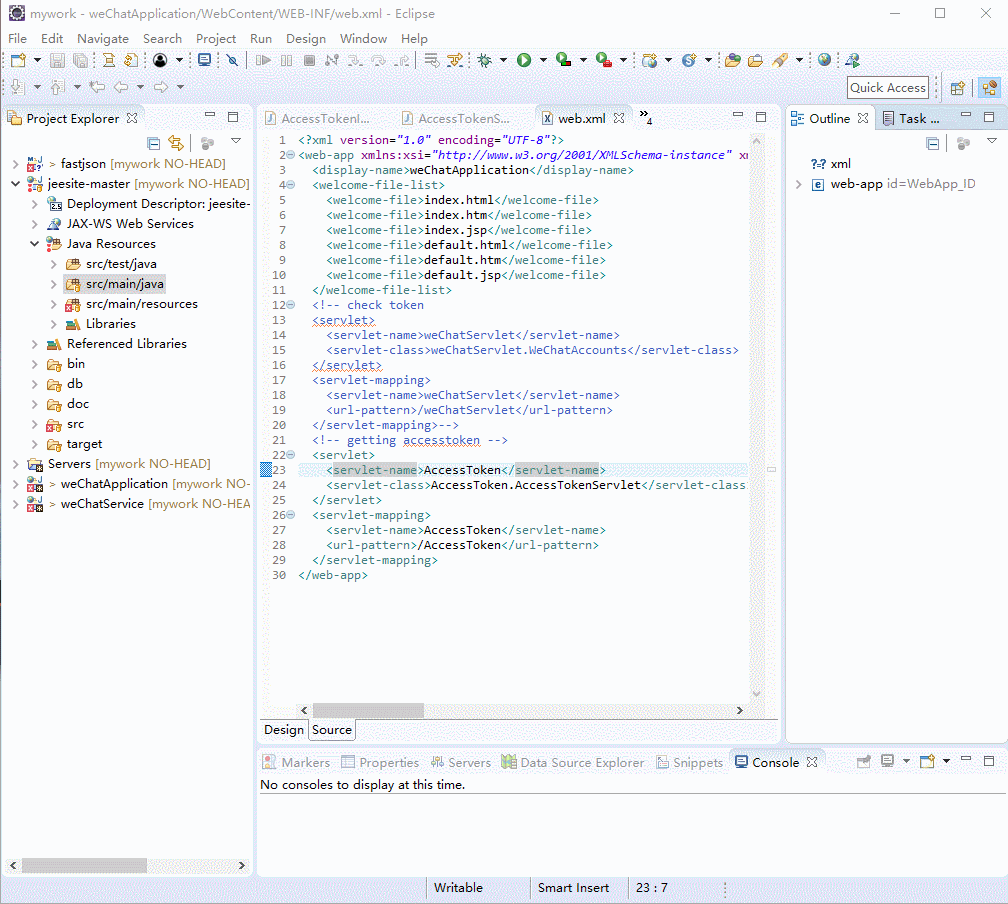 mywork - weChatApplication/WebContent/WEB-INF/web.xml - Eclipse
File Edit Navigate Search Project Run Design Window Help
Quick Access
Project Explorer
> fastjson [mywork NO-HEAD]
jeesite-master [mywork NO-HEAD]
Deployment Descriptor: jeesite-
JAX-WS Web Services
Java Resources
src/test/java
src/main/java
src/main/resources
Libraries
Referenced Libraries
bin
db
doc
src
target
Servers [mywork NO-HEAD]
> weChatApplication [mywork NO-
> weChatService [mywork NO-HEA
AccessTokenI... AccessTokenS... web.xml »4
1 <?xml version="1.0" encoding="UTF-8"?>
2 <web-app xmlns:xsi="http://www.w3.org/2001/XMLSchema-instance" xm
3 <display-name>weChatApplication</display-name>
4 <welcome-file-list>
5 <welcome-file>index.html</welcome-file>
6 <welcome-file>index.htm</welcome-file>
7 <welcome-file>index.jsp</welcome-file>
8 <welcome-file>default.html</welcome-file>
9 <welcome-file>default.htm</welcome-file>
10 <welcome-file>default.jsp</welcome-file>
11 </welcome-file-list>
12 <!-- check token
13 <servlet>
14 <servlet-name>weChatServlet</servlet-name>
15 <servlet-class>weChatServlet.WeChatAccounts</servlet-class>
16 </servlet>
17 <servlet-mapping>
18 <servlet-name>weChatServlet</servlet-name>
19 <url-pattern>/weChatServlet</url-pattern>
20 </servlet-mapping>-->
21 <!-- getting accesstoken -->
22 <servlet>
23 <servlet-name>AccessToken</servlet-name>
24 <servlet-class>AccessToken.AccessTokenServlet</servlet-class
25 </servlet>
26 <servlet-mapping>
27 <servlet-name>AccessToken</servlet-name>
28 <url-pattern>/AccessToken</url-pattern>
29 </servlet-mapping>
30 </web-app>
Design Source
Outline Task ...
?=? xml
e web-app id=WebApp_ID
Markers Properties Servers Data Source Explorer Snippets Console
No consoles to display at this time.
Writable Smart Insert 23 : 7